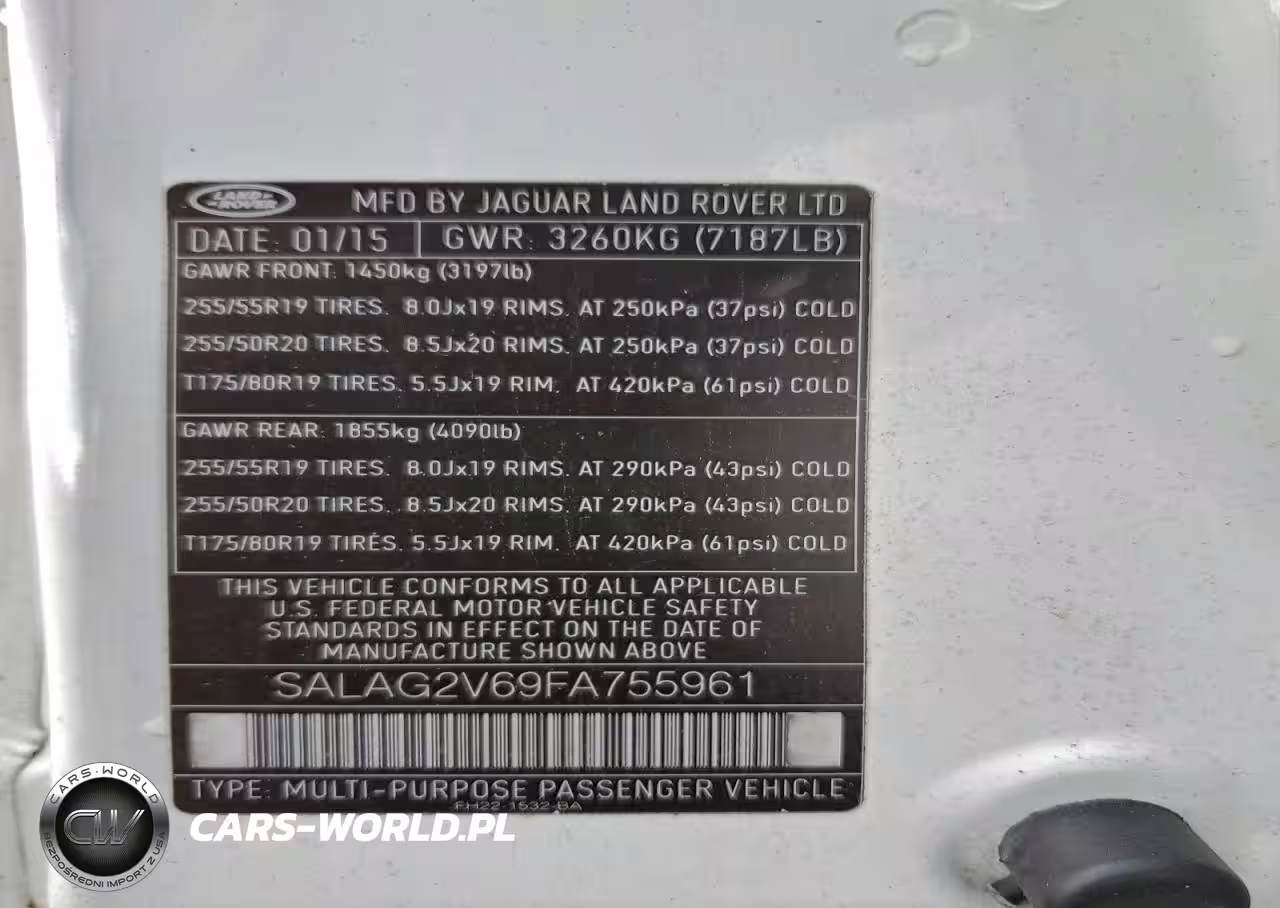 LAND-
-ROVER
MFD BY JAGUAR LAND ROVER LTD
DATE: 01/15 GWR: 3260KG (7187LB)
GAWR FRONT: 1450kg (3197lb)
255/55R19 TIRES. 8.0Jx19 RIMS. AT 250kPa (37psi) COLD
255/50R20 TIRES. 8.5Jx20 RIMS. AT 250kPa (37psi) COLD
T175/80R19 TIRES. 5.5Jx19 RIM. AT 420kPa (61psi) COLD
GAWR REAR: 1855kg (4090lb)
255/55R19 TIRES. 8.0Jx19 RIMS. AT 290kPa (43psi) COLD
255/50R20 TIRES. 8.5Jx20 RIMS. AT 290kPa (43psi) COLD
T175/80R19 TIRES. 5.5Jx19 RIM. AT 420kPa (61psi) COLD
THIS VEHICLE CONFORMS TO ALL APPLICABLE
U.S. FEDERAL MOTOR VEHICLE SAFETY
STANDARDS IN EFFECT ON THE DATE OF
MANUFACTURE SHOWN ABOVE
SALAG2V69FA755961
TYPE: MULTI-PURPOSE PASSENGER VEHICLE
FH22-1532-BA
CARS-WORLD
CW
BEZPOŚREDNI IMPORT Z USA
CARS-WORLD.PL